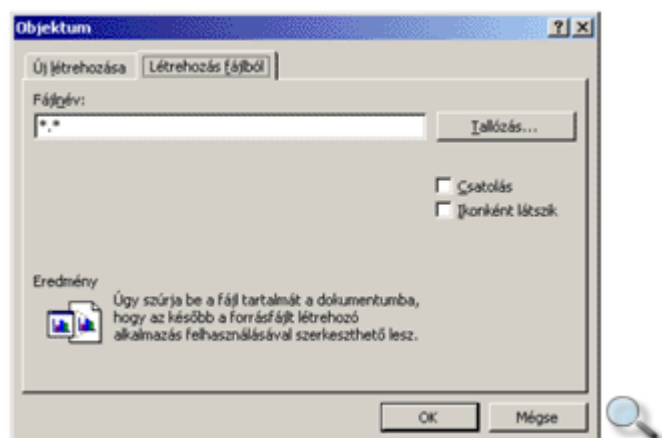 Objektum
Új létrehozása
Létrehozás fájlból
Fájlnév:
*.*
Tallózás...
Csatolás
Ikonként látszik
Eredmény
Úgy szúrja be a fájl tartalmát a dokumentumba,
hogy az később a forrásfájlt létrehozó
alkalmazás felhasználásával szerkeszthető lesz.
OK
Mégse